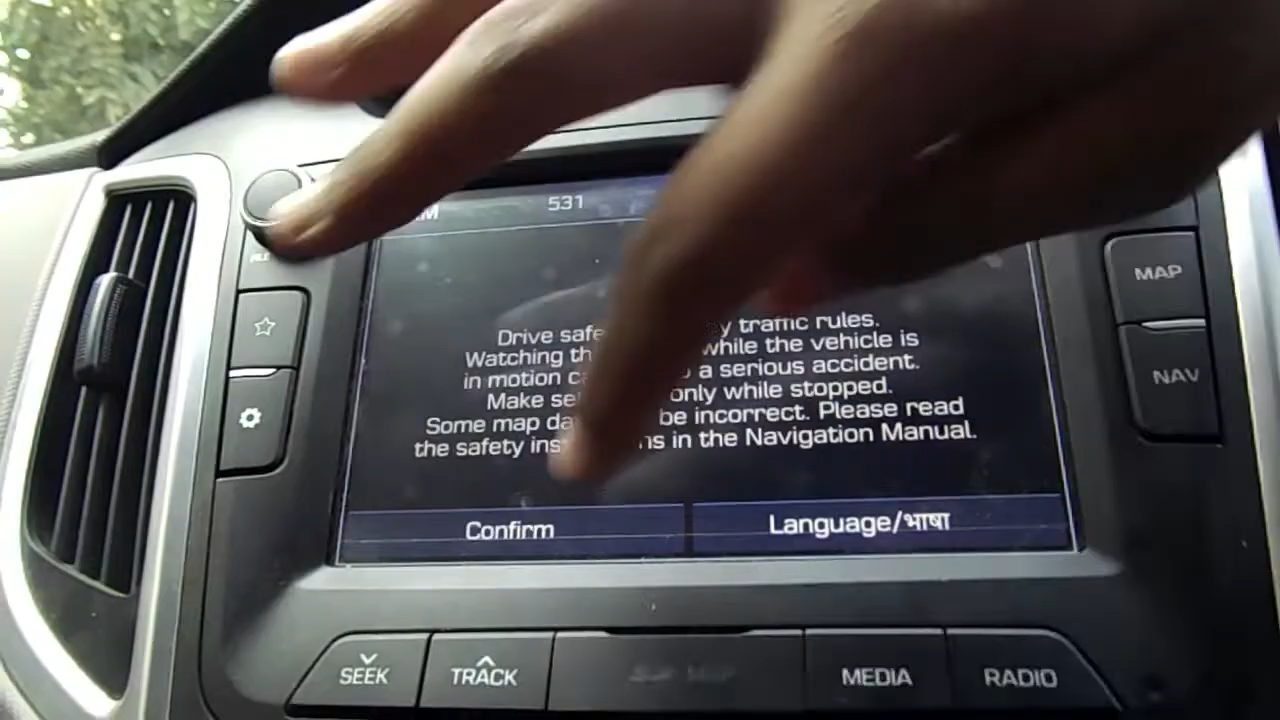 531
Drive safe y traffic rules.
Watching th while the vehicle is
in motion c a serious accident.
Make se only while stopped.
Some map da be incorrect. Please read
the safety ins ns in the Navigation Manual.
Confirm
Language/भाषा
MAP
NAV
SEEK
TRACK
MEDIA
RADIO